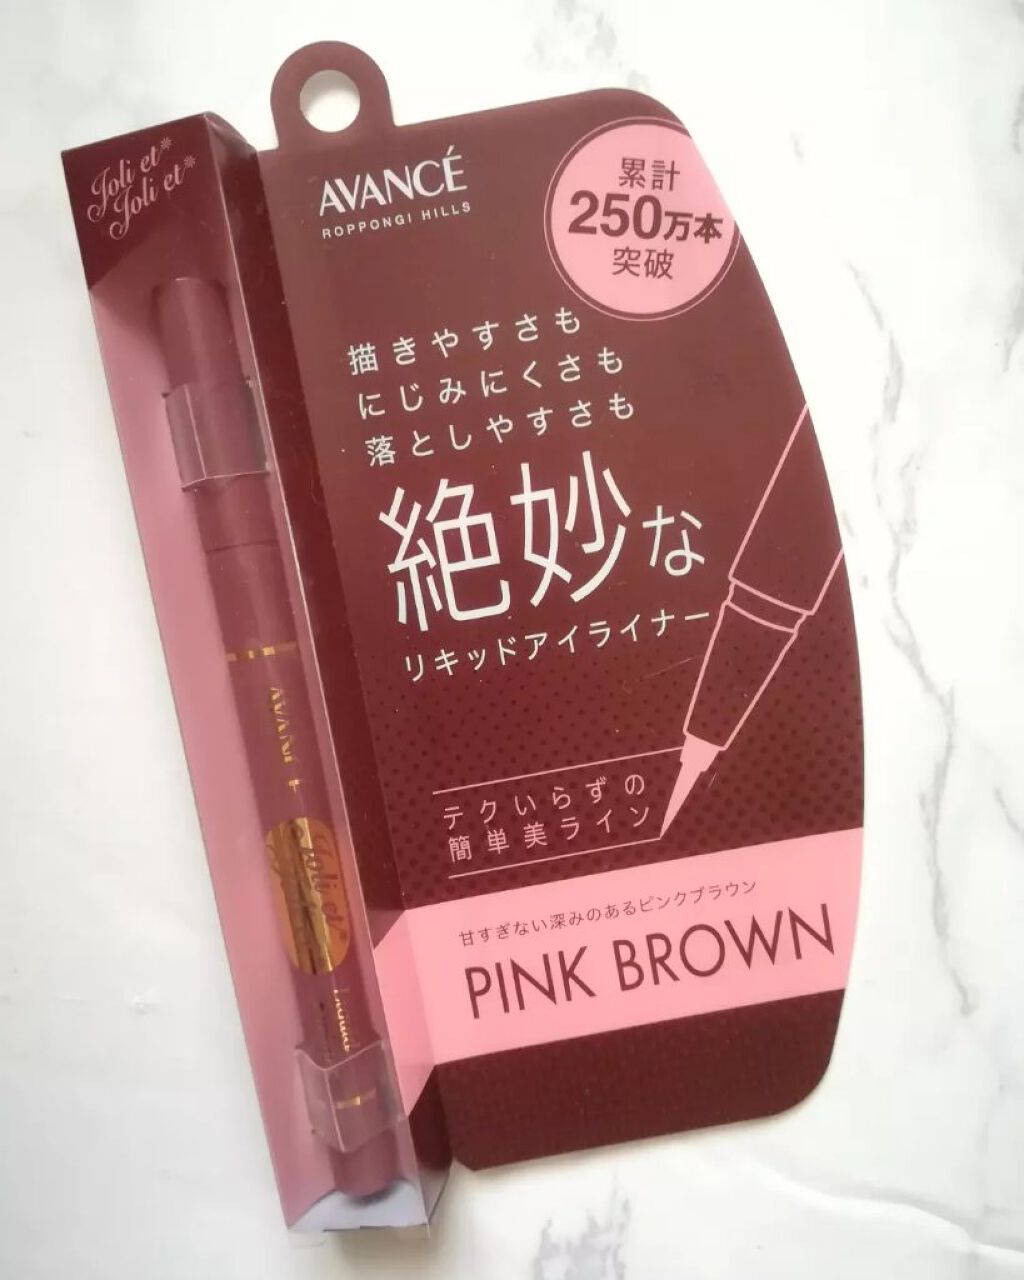 Joli et*
Joli et*
AVANCÉ
ROPPONGI HILLS
累計
250万本
突破
描きやすさも
にじみにくさも
落としやすさも
絶妙な
リキッドアイライナー
テクいらずの
簡単美ライン
甘すぎない深みのあるピンクブラウン
PINK BROWN
Joli et*